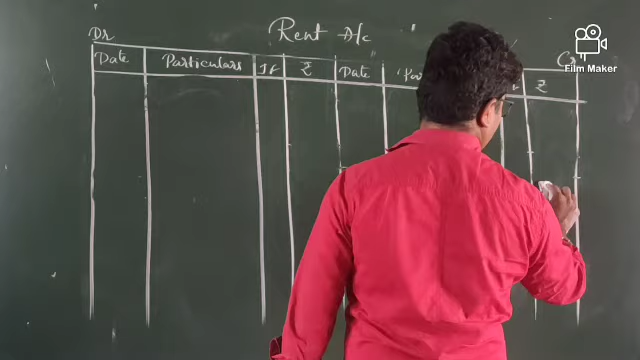 Rent A/c
Dr Cr
Date Particulars J.f ₹ Date ₹
Film Maker